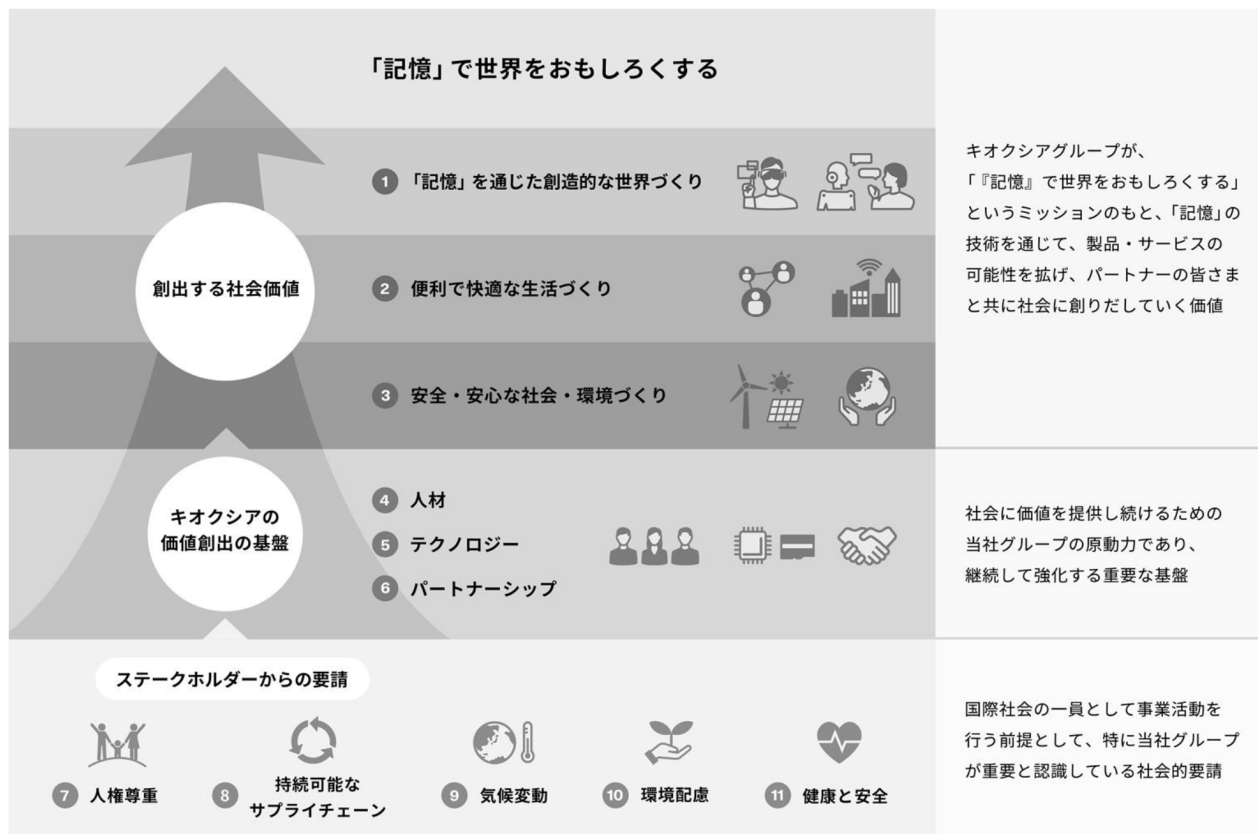 「記憶」で世界をおもしろくする
創出する社会価値
1 「記憶」を通じた創造的な世界づくり
2 便利で快適な生活づくり
3 安全・安心な社会・環境づくり
キオクシアグループが、
「『記憶』で世界をおもしろくする」
というミッションのもと、「記憶」の
技術を通じて、製品・サービスの
可能性を拡げ、パートナーの皆さま
と共に社会に創りだしていく価値
キオクシアの
価値創出の基盤
4 人材
5 テクノロジー
6 パートナーシップ
社会に価値を提供し続けるための
当社グループの原動力であり、
継続して強化する重要な基盤
ステークホルダーからの要請
7 人権尊重
8 持続可能な
サプライチェーン
9 気候変動
10 環境配慮
11 健康と安全
国際社会の一員として事業活動を
行う前提として、特に当社グループ
が重要と認識している社会的要請